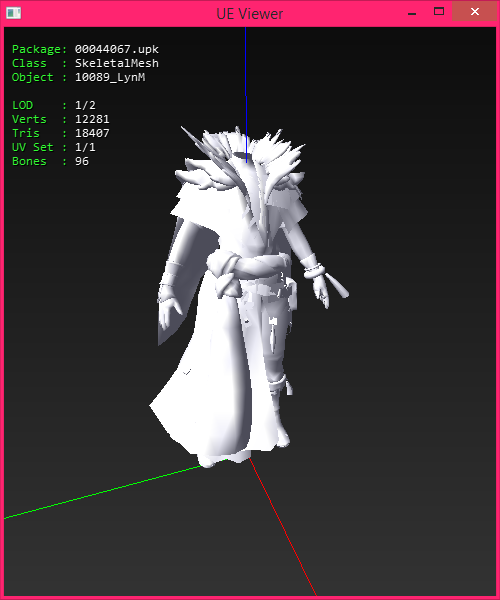 UE Viewer
Package: 00044067.upk
Class  : SkeletalMesh
Object : 10089_LynM
LOD    : 1/2
Verts  : 12281
Tris   : 18407
UV Set : 1/1
Bones  : 96